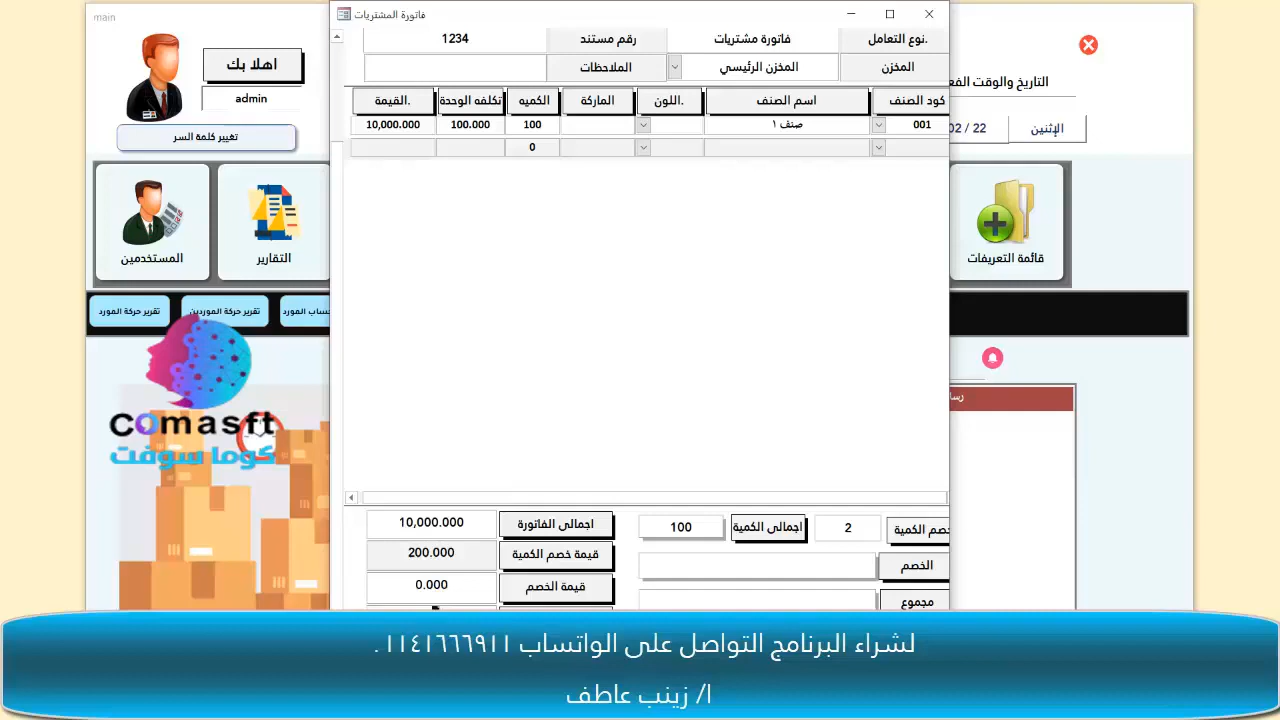 main
فاتورة المشتريات
.نوع التعامل
فاتورة مشتريات
رقم مستند
1234
المخزن
المخزن الرئيسي
الملاحظات
كود الصنف
اسم الصنف
.اللون
الماركة
الكميه
تكلفه الوحدة
.القيمة
001
صنف ١
100
100.000
10,000.000
0
اهلا بك
admin
تغيير كلمة السر
المستخدمين
التقارير
تقرير حركة المورد
تقرير حركة الموردين
حساب المورد
التاريخ والوقت الفع
الإثنين
22 / 02
قائمة التعريفات
رسا
comasft
كوما سوفت
خصم الكمية
2
اجمالى الكمية
100
اجمالى الفاتورة
10,000.000
قيمة خصم الكمية
200.000
الخصم
قيمة الخصم
0.000
مجموع
لشراء البرنامج التواصل على الواتساب ١١٤١٦٦٦٩١١.
ا/ زينب عاطف